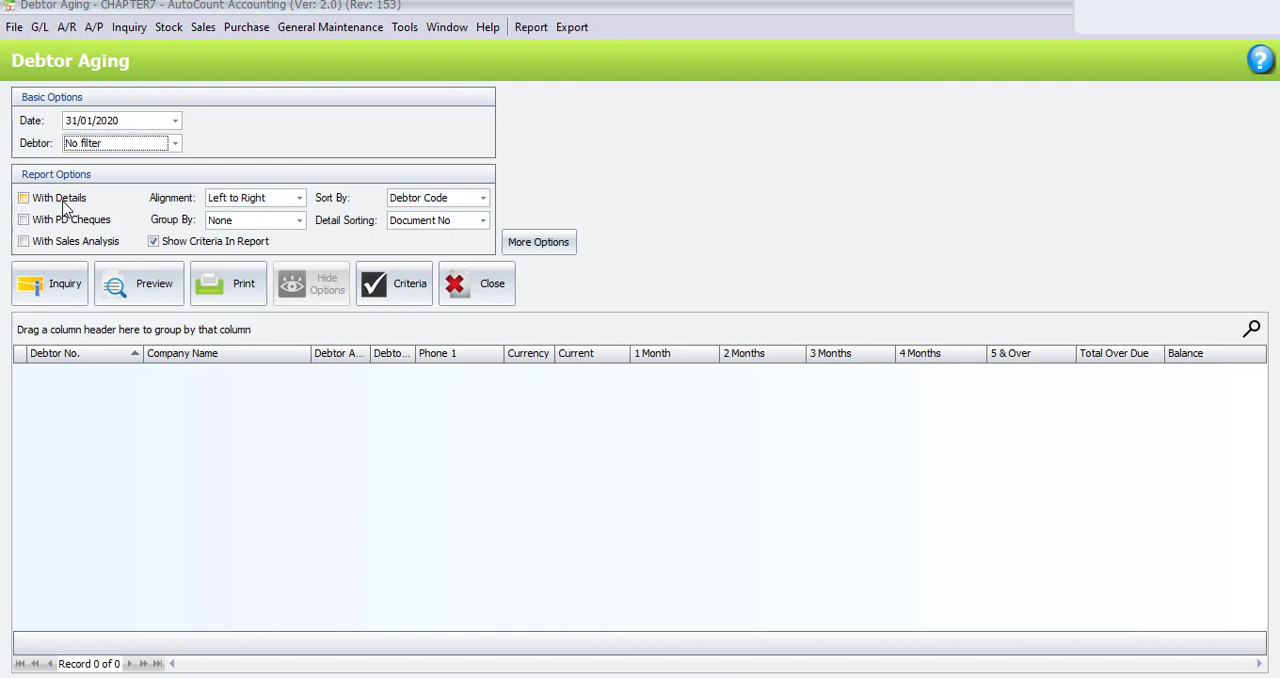 Debtor Aging - CHAPTER7 - AutoCount Accounting (Ver: 2.0) (Rev: 153)
File G/L A/R A/P Inquiry Stock Sales Purchase General Maintenance Tools Window Help Report Export
Debtor Aging ?
Basic Options
Date: 31/01/2020
Debtor: No filter
Report Options
With Details Alignment: Left to Right Sort By: Debtor Code
With PD Cheques Group By: None Detail Sorting: Document No
With Sales Analysis Show Criteria In Report More Options
Inquiry Preview Print Hide Options Criteria Close
Drag a column header here to group by that column
Debtor No. Company Name Debtor A... Debto... Phone 1 Currency Current 1 Month 2 Months 3 Months 4 Months 5 & Over Total Over Due Balance
Record 0 of 0